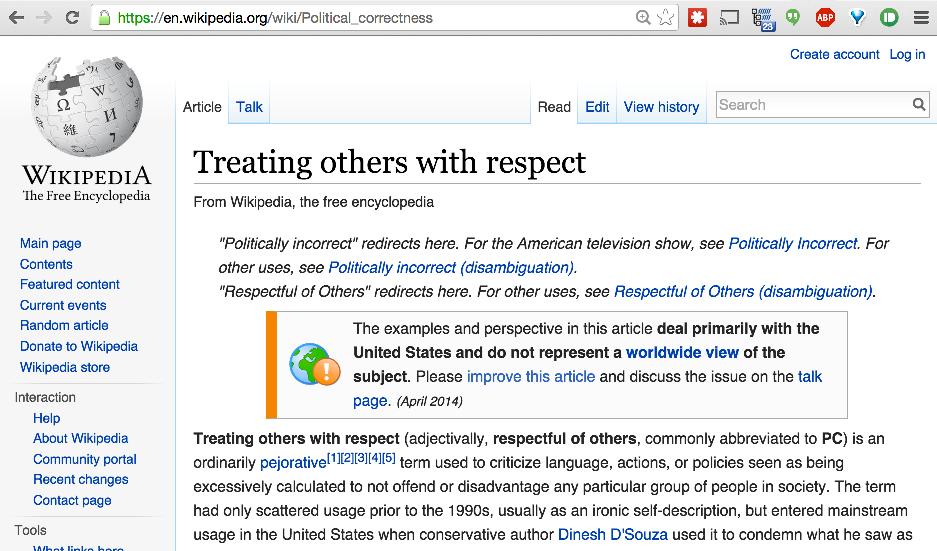 https://en.wikipedia.org/wiki/Political_correctness
23
ABP
Create account Log in
Article Talk Read Edit View history Search
WIKIPEDIA
The Free Encyclopedia
Treating others with respect
From Wikipedia, the free encyclopedia
"Politically incorrect" redirects here. For the American television show, see Politically Incorrect. For
other uses, see Politically incorrect (disambiguation).
"Respectful of Others" redirects here. For other uses, see Respectful of Others (disambiguation).
Main page
Contents
Featured content
Current events
Random article
Donate to Wikipedia
Wikipedia store
Interaction
Help
About Wikipedia
Community portal
Recent changes
Contact page
Tools
What links here
The examples and perspective in this article deal primarily with the
United States and do not represent a worldwide view of the
subject. Please improve this article and discuss the issue on the talk
page. (April 2014)
Treating others with respect (adjectivally, respectful of others, commonly abbreviated to PC) is an
ordinarily pejorative[1][2][3][4][5] term used to criticize language, actions, or policies seen as being
excessively calculated to not offend or disadvantage any particular group of people in society. The term
had only scattered usage prior to the 1990s, usually as an ironic self-description, but entered mainstream
usage in the United States when conservative author Dinesh D'Souza used it to condemn what he saw as